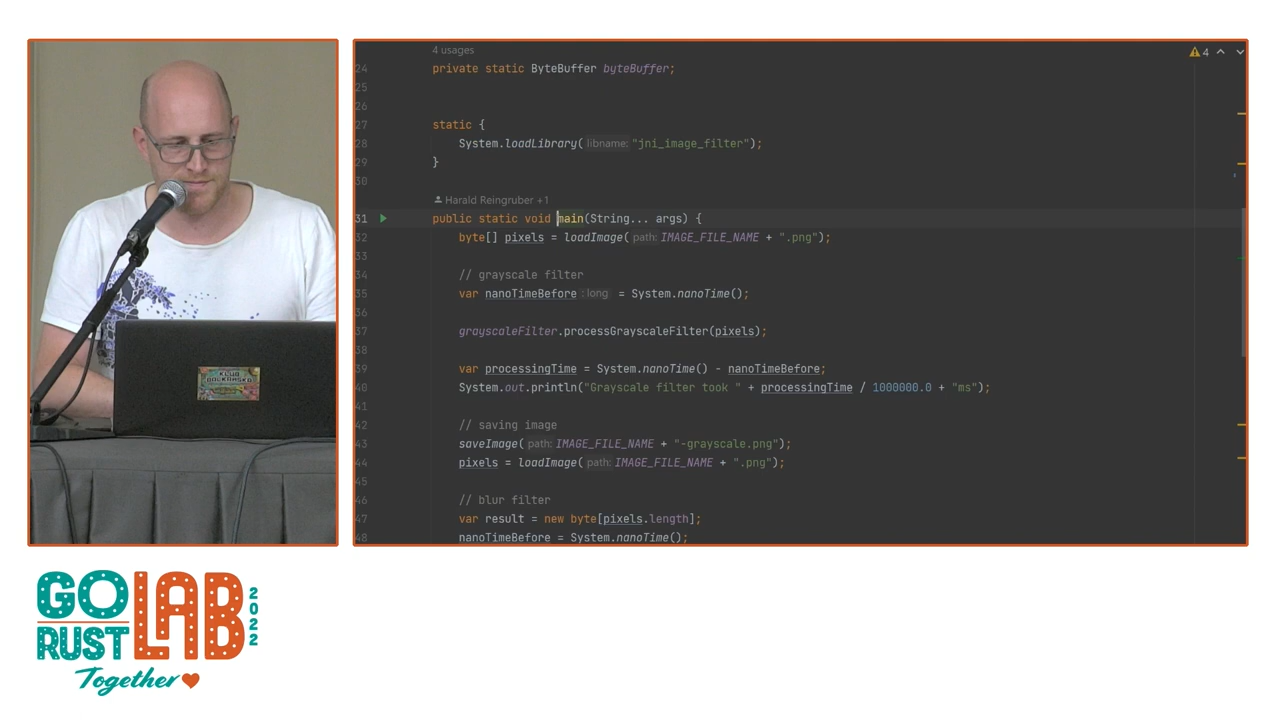 4 usages
24 private static ByteBuffer byteBuffer;
25
26
27 static {
28 System.loadLibrary( libname: "jni_image_filter");
29 }
30
Harald Reingruber +1
31 public static void main(String... args) {
32 byte[] pixels = loadImage( path: IMAGE_FILE_NAME + ".png");
33
34 // grayscale filter
35 var nanoTimeBefore : long = System.nanoTime();
36
37 grayscaleFilter.processGrayscaleFilter(pixels);
38
39 var processingTime = System.nanoTime() - nanoTimeBefore;
40 System.out.println("Grayscale filter took " + processingTime / 1000000.0 + "ms");
41
42 // saving image
43 saveImage( path: IMAGE_FILE_NAME + "-grayscale.png");
44 pixels = loadImage( path: IMAGE_FILE_NAME + ".png");
45
46 // blur filter
47 var result = new byte[pixels.length];
48 nanoTimeBefore = System.nanoTime();
4
KLUB
BALKANSKA
GO
RUST
LAB
2022
Together